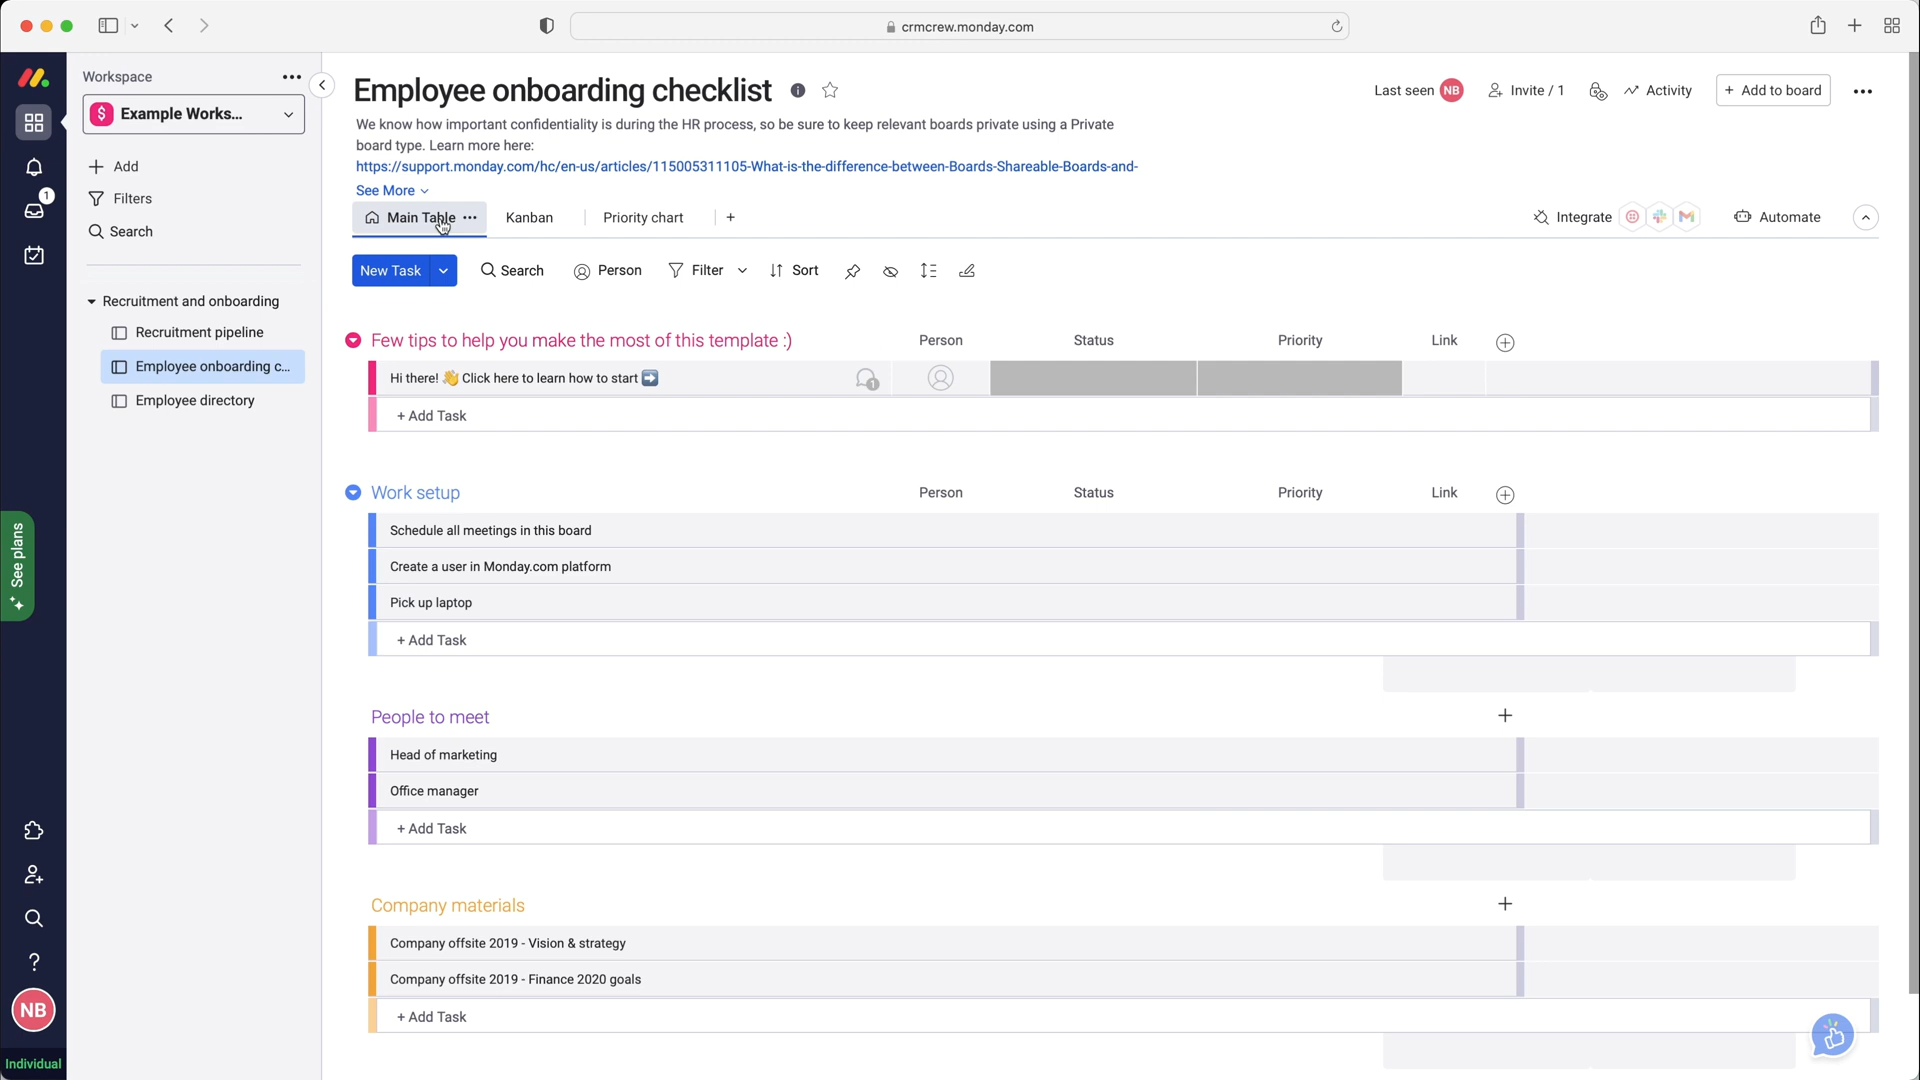 crmcrew.monday.com
Workspace
$ Example Works...
Add
Filters
Search
Recruitment and onboarding
Recruitment pipeline
Employee onboarding c...
Employee directory
1
See plans
NB
Individual
Employee onboarding checklist
Last seen NB
Invite / 1
Activity
+ Add to board
We know how important confidentiality is during the HR process, so be sure to keep relevant boards private using a Private
board type. Learn more here:
https://support.monday.com/hc/en-us/articles/115005311105-What-is-the-difference-between-Boards-Shareable-Boards-and-
See More
Main Table
Kanban
Priority chart
+
Integrate
Automate
New Task
Search
Person
Filter
Sort
Few tips to help you make the most of this template :)
Person
Status
Priority
Link
Hi there! 👋 Click here to learn how to start ➡️
1
+ Add Task
Work setup
Person
Status
Priority
Link
Schedule all meetings in this board
Create a user in Monday.com platform
Pick up laptop
+ Add Task
People to meet
Head of marketing
Office manager
+ Add Task
Company materials
Company offsite 2019 - Vision & strategy
Company offsite 2019 - Finance 2020 goals
+ Add Task